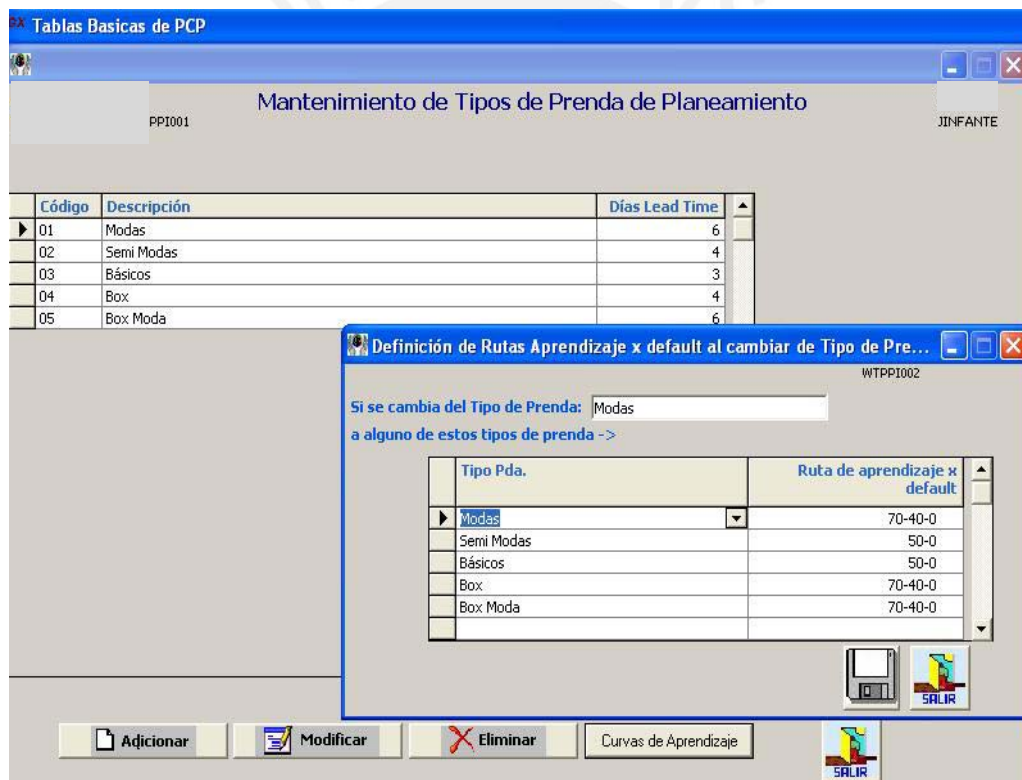 GX Tablas Basicas de PCP
Mantenimiento de Tipos de Prenda de Planeamiento
PPI001
JINFANTE
Código Descripción Días Lead Time
01 Modas 6
02 Semi Modas 4
03 Básicos 3
04 Box 4
05 Box Moda 6
Definición de Rutas Aprendizaje x default al cambiar de Tipo de Pre...
WTPPI002
Si se cambia del Tipo de Prenda: Modas
a alguno de estos tipos de prenda ->
Tipo Pda. Ruta de aprendizaje x
default
Modas 70-40-0
Semi Modas 50-0
Básicos 50-0
Box 70-40-0
Box Moda 70-40-0
SALIR
Adicionar Modificar Eliminar Curvas de Aprendizaje
SALIR